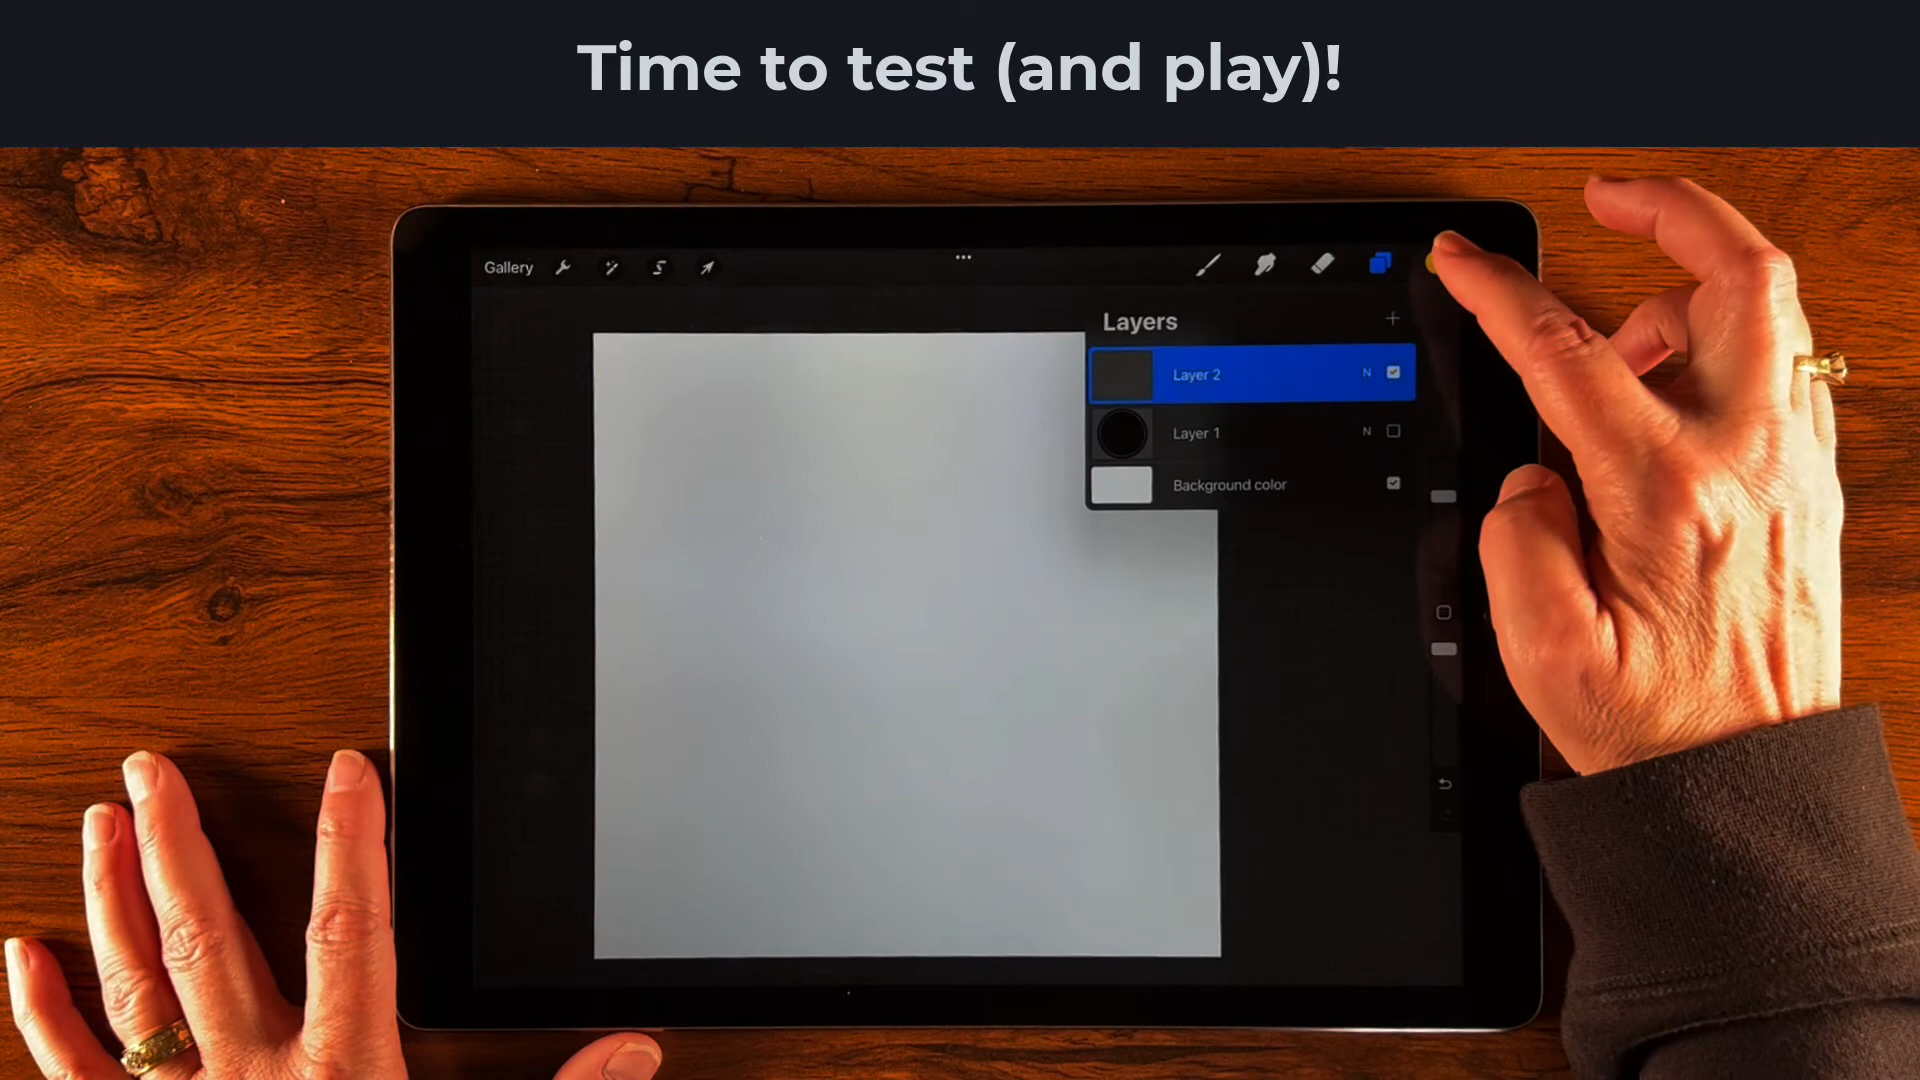 Time to test (and play)!
Gallery
Layers
Layer 2 N
Layer 1 N
Background color